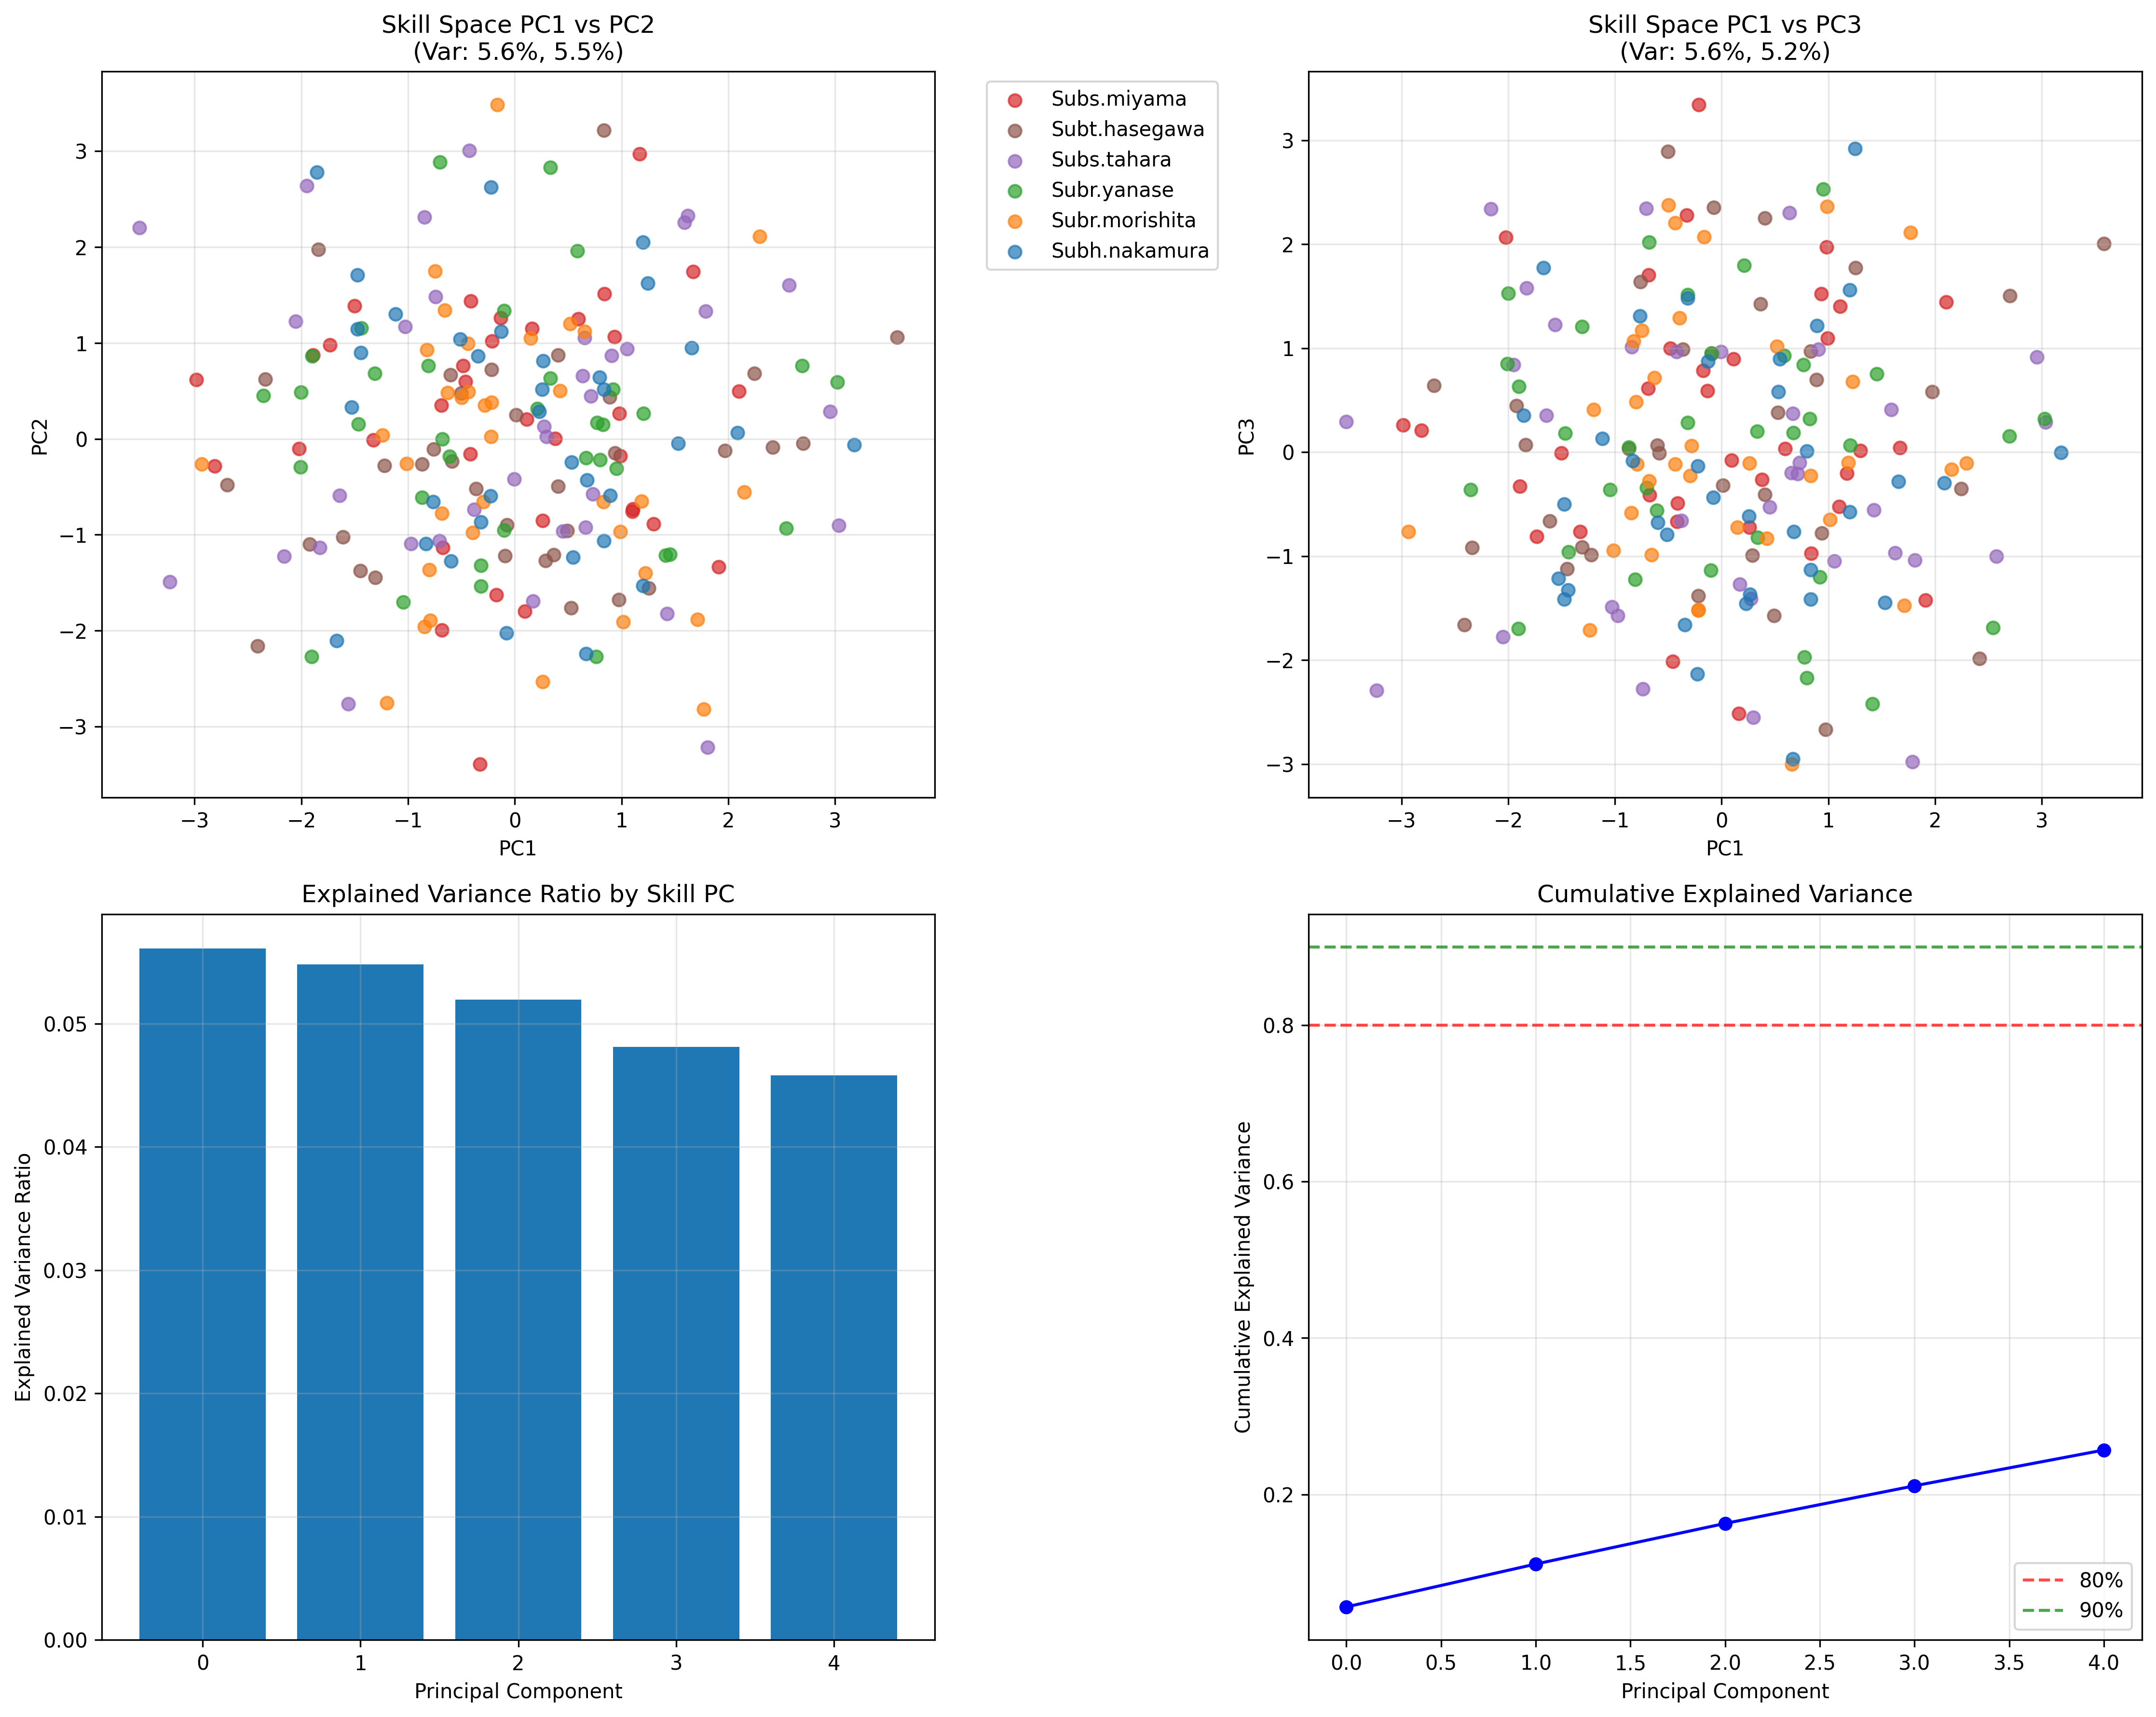 Skill Space PC1 vs PC2
(Var: 5.6%, 5.5%)
3
2
1
0
−1
−2
−3
PC2
−3 −2 −1 0 1 2 3
PC1
Subs.miyama
Subt.hasegawa
Subs.tahara
Subr.yanase
Subr.morishita
Subh.nakamura
Skill Space PC1 vs PC3
(Var: 5.6%, 5.2%)
3
2
1
0
−1
−2
−3
PC3
−3 −2 −1 0 1 2 3
PC1
Explained Variance Ratio by Skill PC
0.05
0.04
0.03
0.02
0.01
0.00
Explained Variance Ratio
0 1 2 3 4
Principal Component
Cumulative Explained Variance
0.8
0.6
0.4
0.2
Cumulative Explained Variance
80%
90%
0.0 0.5 1.0 1.5 2.0 2.5 3.0 3.5 4.0
Principal Component